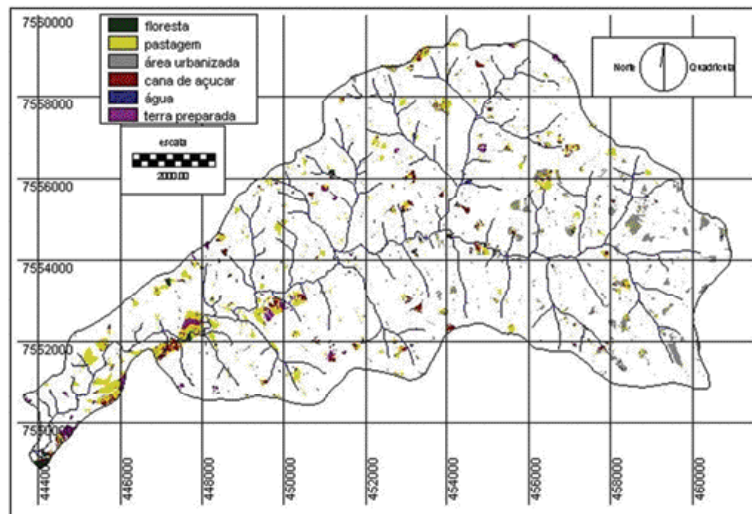 7560000
7558000
7556000
7554000
7552000
7550000
floresta
pastagem
área urbanizada
cana de açucar
água
terra preparada
escala
2000.00
Norte
Quadrícula
444000
446000
448000
450000
452000
454000
456000
458000
460000